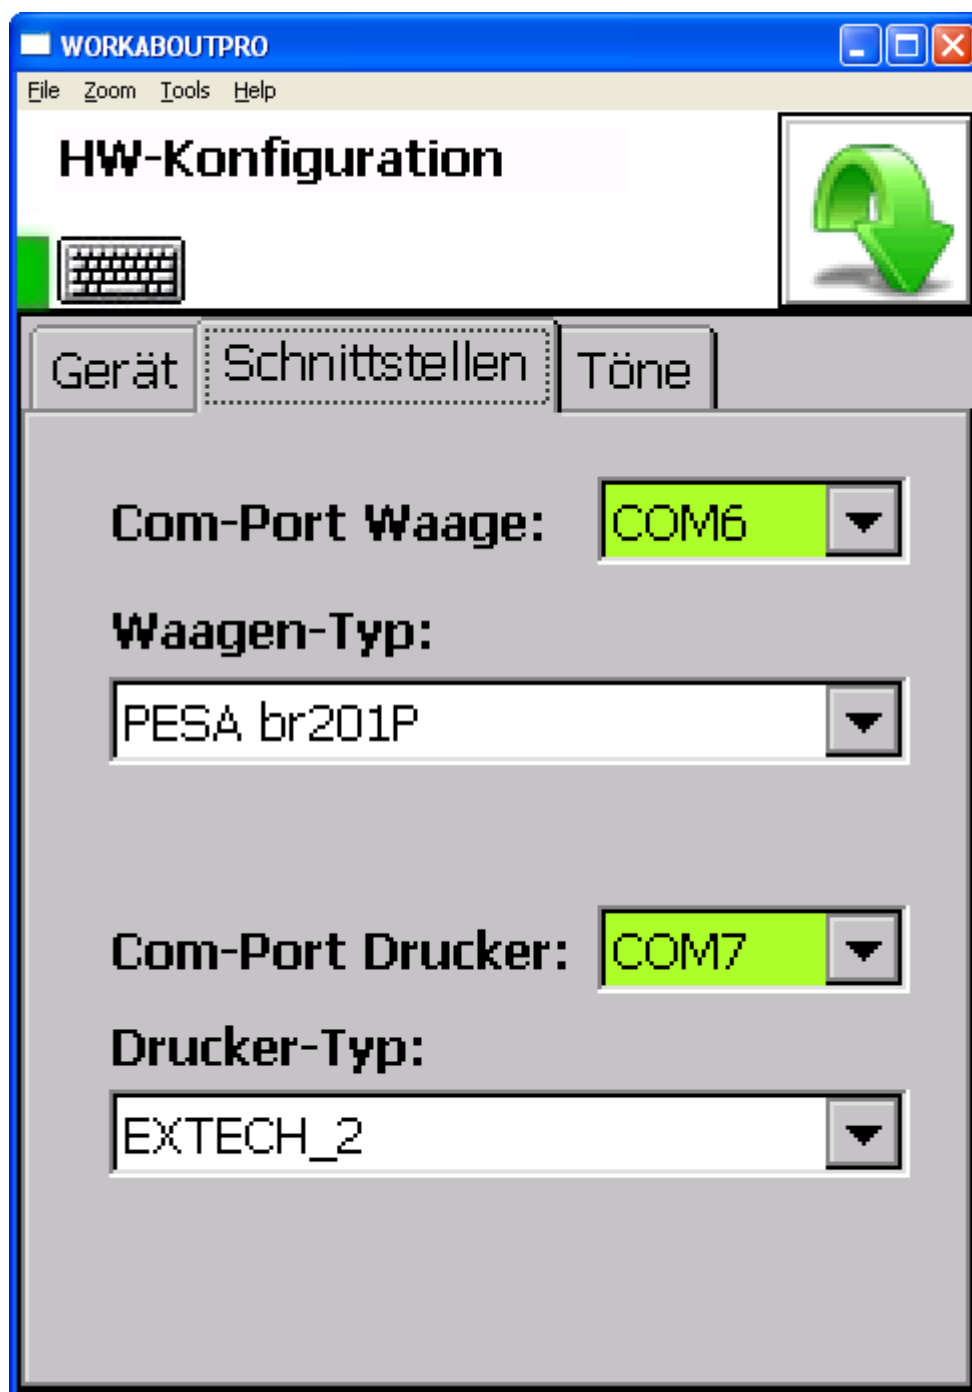 WORKABOUTPRO
File Zoom Tools Help
HW-Konfiguration
Gerät Schnittstellen Töne
Com-Port Waage: COM6
Waagen-Typ:
PESA br201P
Com-Port Drucker: COM7
Drucker-Typ:
EXTECH_2